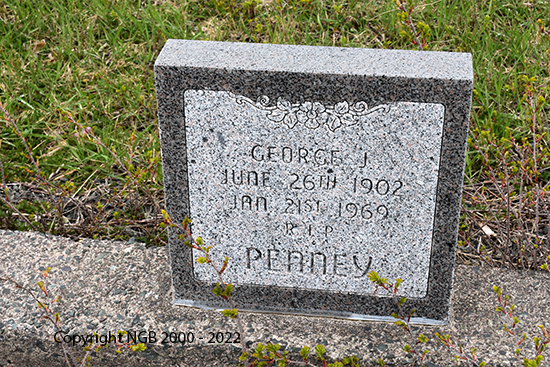 GEORGE J.
JUNE 26TH 1902
JAN 21ST 1969
R.I.P
PENNEY
Copyright NGB 2000 - 2022